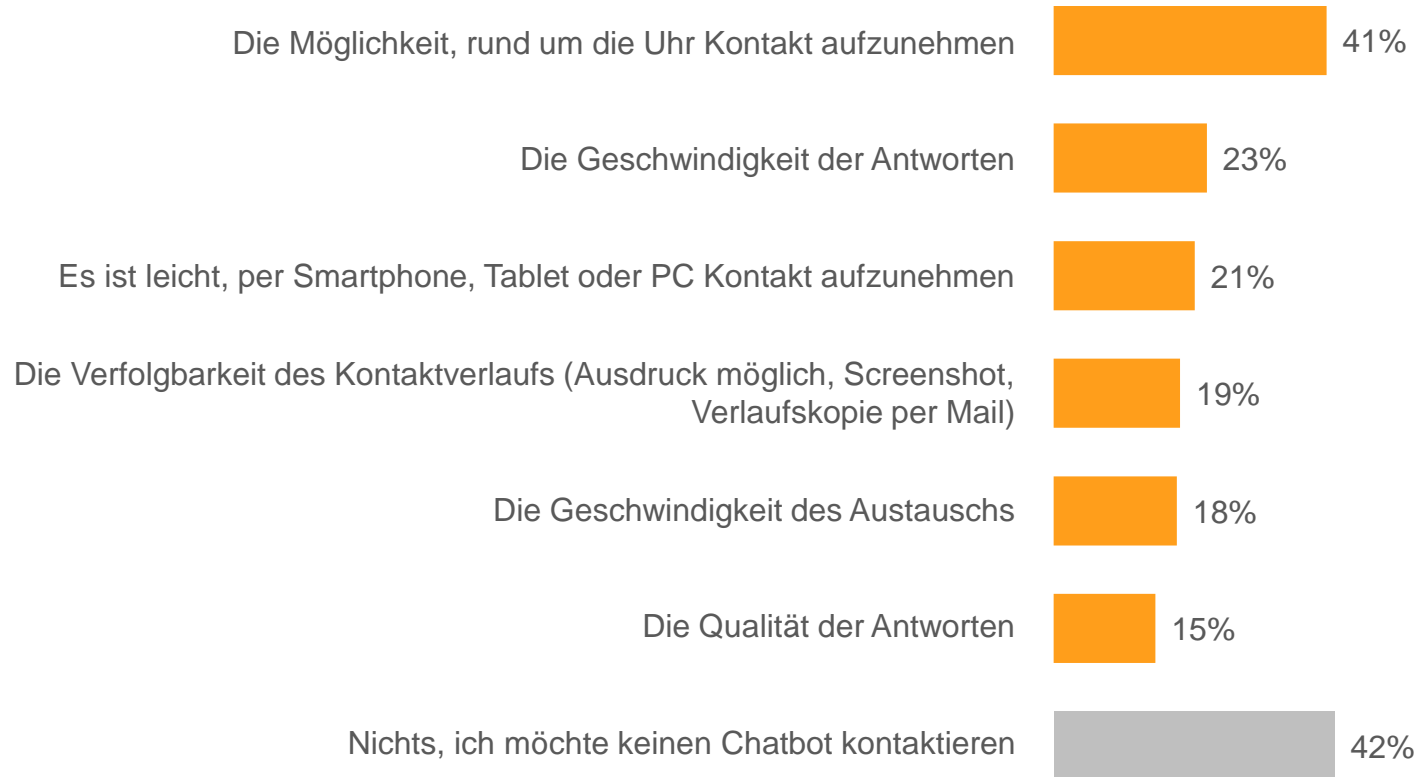 Die Möglichkeit, rund um die Uhr Kontakt aufzunehmen 41%
Die Geschwindigkeit der Antworten 23%
Es ist leicht, per Smartphone, Tablet oder PC Kontakt aufzunehmen 21%
Die Verfolgbarkeit des Kontaktverlaufs (Ausdruck möglich, Screenshot,
Verlaufskopie per Mail) 19%
Die Geschwindigkeit des Austauschs 18%
Die Qualität der Antworten 15%
Nichts, ich möchte keinen Chatbot kontaktieren 42%